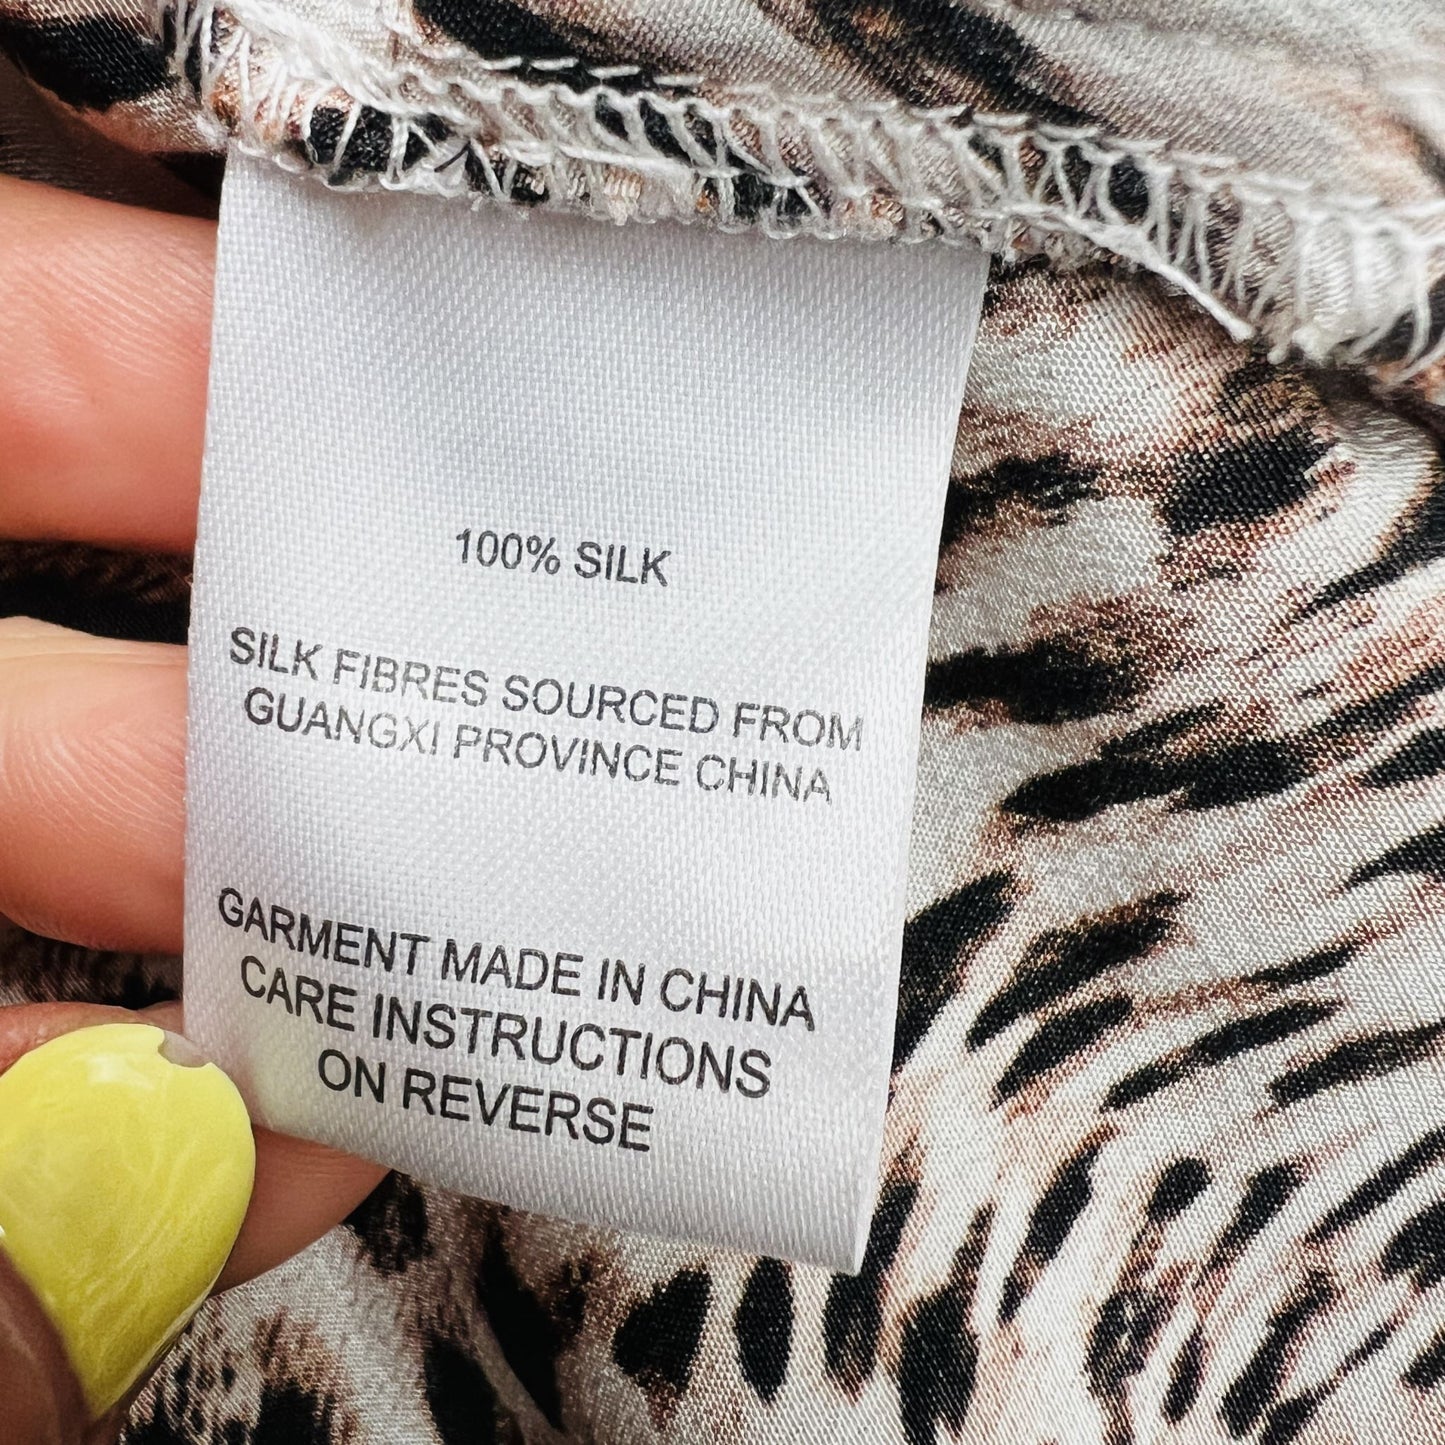 100% SILK
SILK FIBRES SOURCED FROM
GUANGXI PROVINCE CHINA
GARMENT MADE IN CHINA
CARE INSTRUCTIONS
ON REVERSE